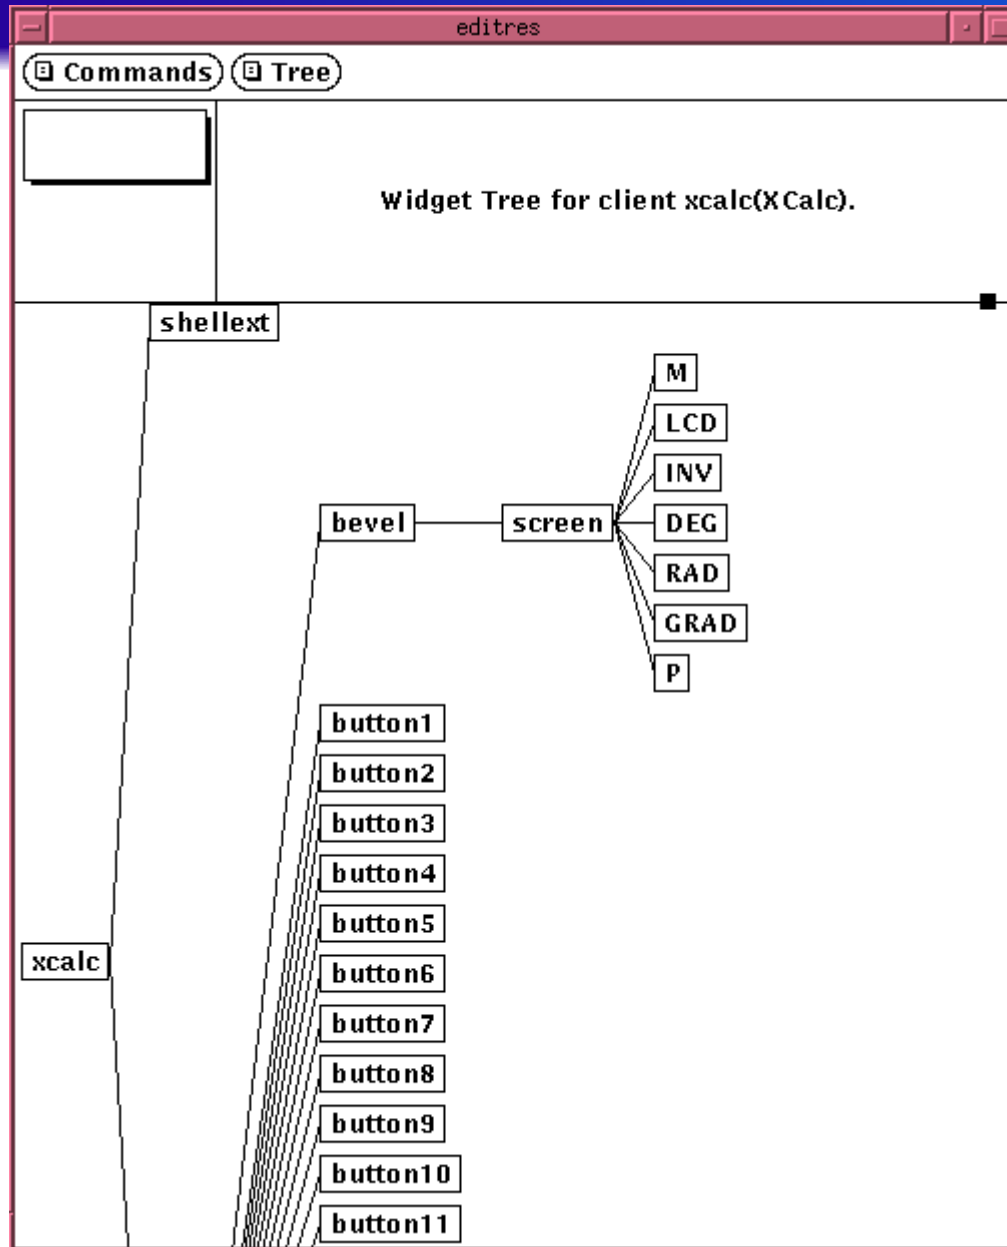 editres
Commands Tree
Widget Tree for client xcalc(XCalc).
shellext
M
LCD
INV
bevel screen DEG
RAD
GRAD
P
button1
button2
button3
button4
button5
xcalc
button6
button7
button8
button9
button10
button11